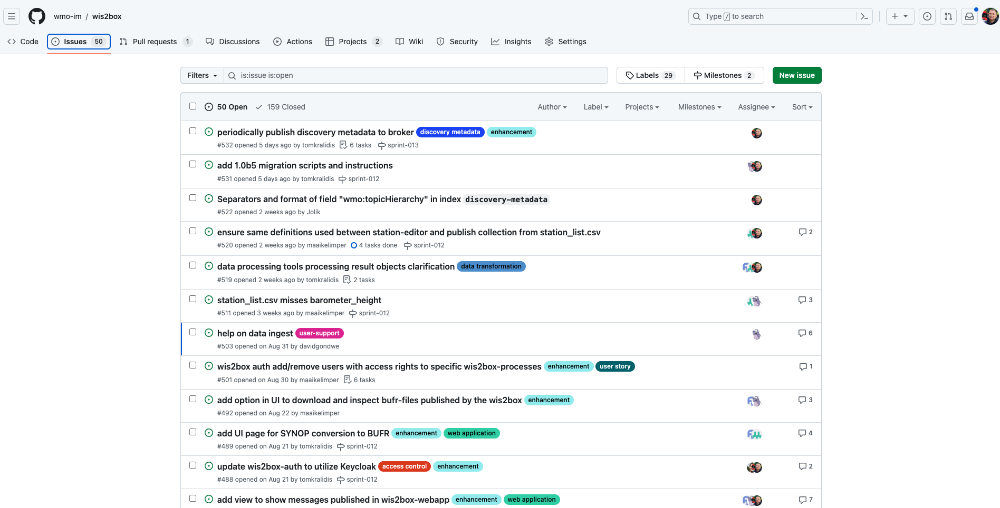 wmo-im / wis2box
Type / to search
Code
Issues 50
Pull requests 1
Discussions
Actions
Projects 2
Wiki
Security
Insights
Settings
Filters
is:issue is:open
Labels 29
Milestones 2
New issue
50 Open
159 Closed
Author
Label
Projects
Milestones
Assignee
Sort
periodically publish discovery metadata to broker discovery metadata enhancement
#532 opened 5 days ago by tomkralidis 6 tasks sprint-013
add 1.0b5 migration scripts and instructions
#531 opened 5 days ago by tomkralidis sprint-012
Separators and format of field "wmo:topicHierarchy" in index discovery-metadata
#522 opened 2 weeks ago by Jolik
ensure same definitions used between station-editor and publish collection from station_list.csv 2
#520 opened 2 weeks ago by maaikelimper 4 tasks done sprint-012
data processing tools processing result objects clarification data transformation
#519 opened 2 weeks ago by tomkralidis 2 tasks
station_list.csv misses barometer_height 3
#511 opened 3 weeks ago by maaikelimper sprint-012
help on data ingest user-support 6
#503 opened on Aug 31 by davidgondwe
wis2box auth add/remove users with access rights to specific wis2box-processes enhancement user story 1
#501 opened on Aug 30 by maaikelimper 6 tasks
add option in UI to download and inspect bufr-files published by the wis2box enhancement 3
#492 opened on Aug 22 by maaikelimper
add UI page for SYNOP conversion to BUFR enhancement web application 4
#489 opened on Aug 21 by tomkralidis sprint-012
update wis2box-auth to utilize Keycloak access control enhancement 2
#488 opened on Aug 21 by tomkralidis sprint-012
add view to show messages published in wis2box-webapp enhancement web application 7